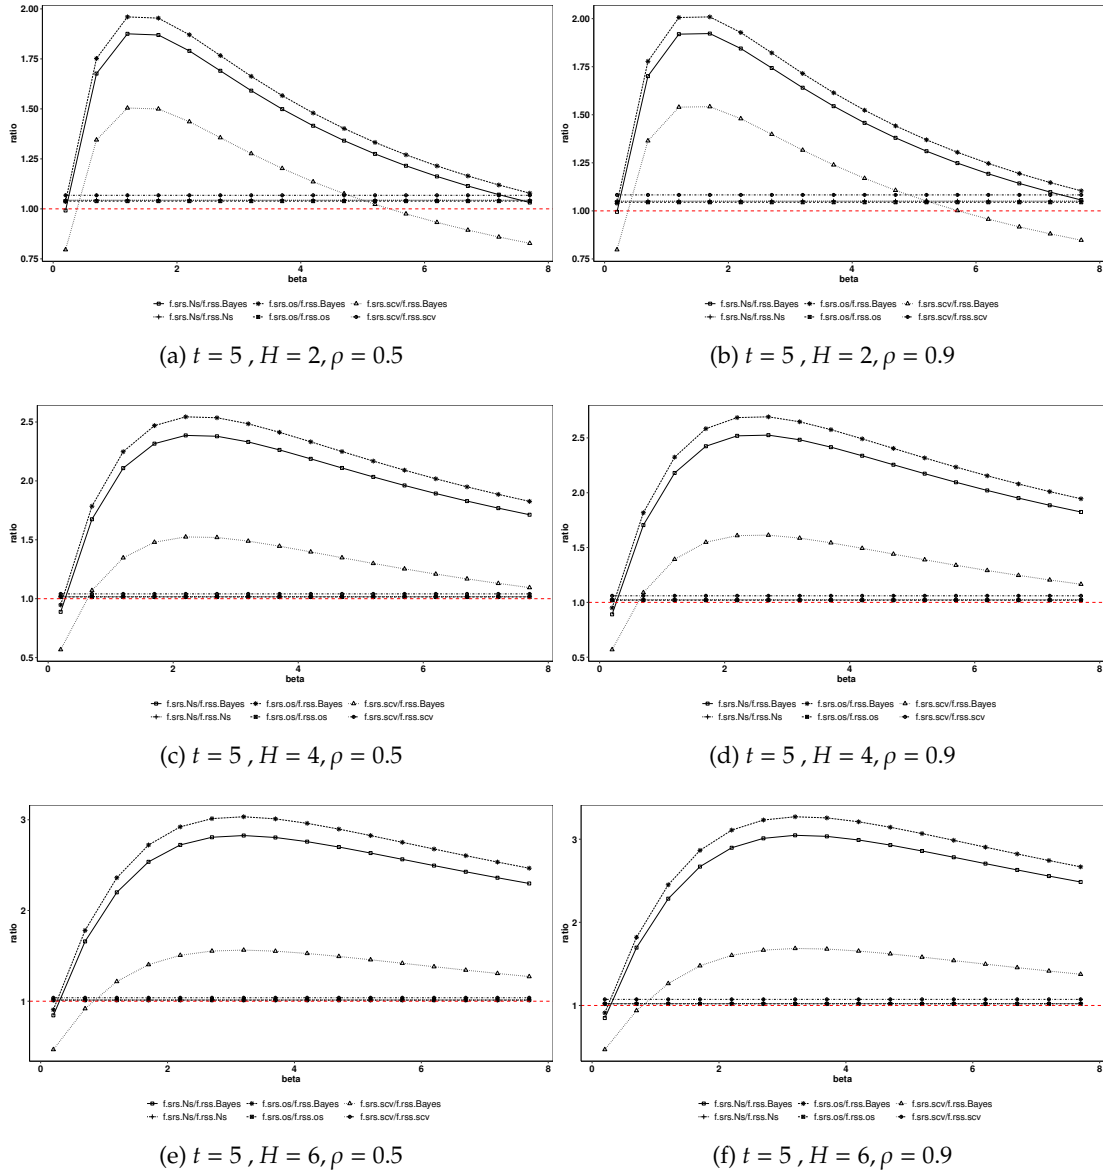 2.00
1.75
1.50
1.25
1.00
0.75
ratio
0 2 4 6 8
beta
f.srs.Ns/f.rss.Bayes f.srs.os/f.rss.Bayes f.srs.scv/f.rss.Bayes
f.srs.Ns/f.rss.Ns f.srs.os/f.rss.os f.srs.scv/f.rss.scv
(a) t = 5 , H = 2, ρ = 0.5
2.00
1.75
1.50
1.25
1.00
0.75
ratio
0 2 4 6 8
beta
f.srs.Ns/f.rss.Bayes f.srs.os/f.rss.Bayes f.srs.scv/f.rss.Bayes
f.srs.Ns/f.rss.Ns f.srs.os/f.rss.os f.srs.scv/f.rss.scv
(b) t = 5 , H = 2, ρ = 0.9
2.5
2.0
1.5
1.0
0.5
ratio
0 2 4 6 8
beta
f.srs.Ns/f.rss.Bayes f.srs.os/f.rss.Bayes f.srs.scv/f.rss.Bayes
f.srs.Ns/f.rss.Ns f.srs.os/f.rss.os f.srs.scv/f.rss.scv
(c) t = 5 , H = 4, ρ = 0.5
2.5
2.0
1.5
1.0
0.5
ratio
0 2 4 6 8
beta
f.srs.Ns/f.rss.Bayes f.srs.os/f.rss.Bayes f.srs.scv/f.rss.Bayes
f.srs.Ns/f.rss.Ns f.srs.os/f.rss.os f.srs.scv/f.rss.scv
(d) t = 5 , H = 4, ρ = 0.9
3
2
1
ratio
0 2 4 6 8
beta
f.srs.Ns/f.rss.Bayes f.srs.os/f.rss.Bayes f.srs.scv/f.rss.Bayes
f.srs.Ns/f.rss.Ns f.srs.os/f.rss.os f.srs.scv/f.rss.scv
(e) t = 5 , H = 6, ρ = 0.5
3
2
1
ratio
0 2 4 6 8
beta
f.srs.Ns/f.rss.Bayes f.srs.os/f.rss.Bayes f.srs.scv/f.rss.Bayes
f.srs.Ns/f.rss.Ns f.srs.os/f.rss.os f.srs.scv/f.rss.scv
(f) t = 5 , H = 6, ρ = 0.9